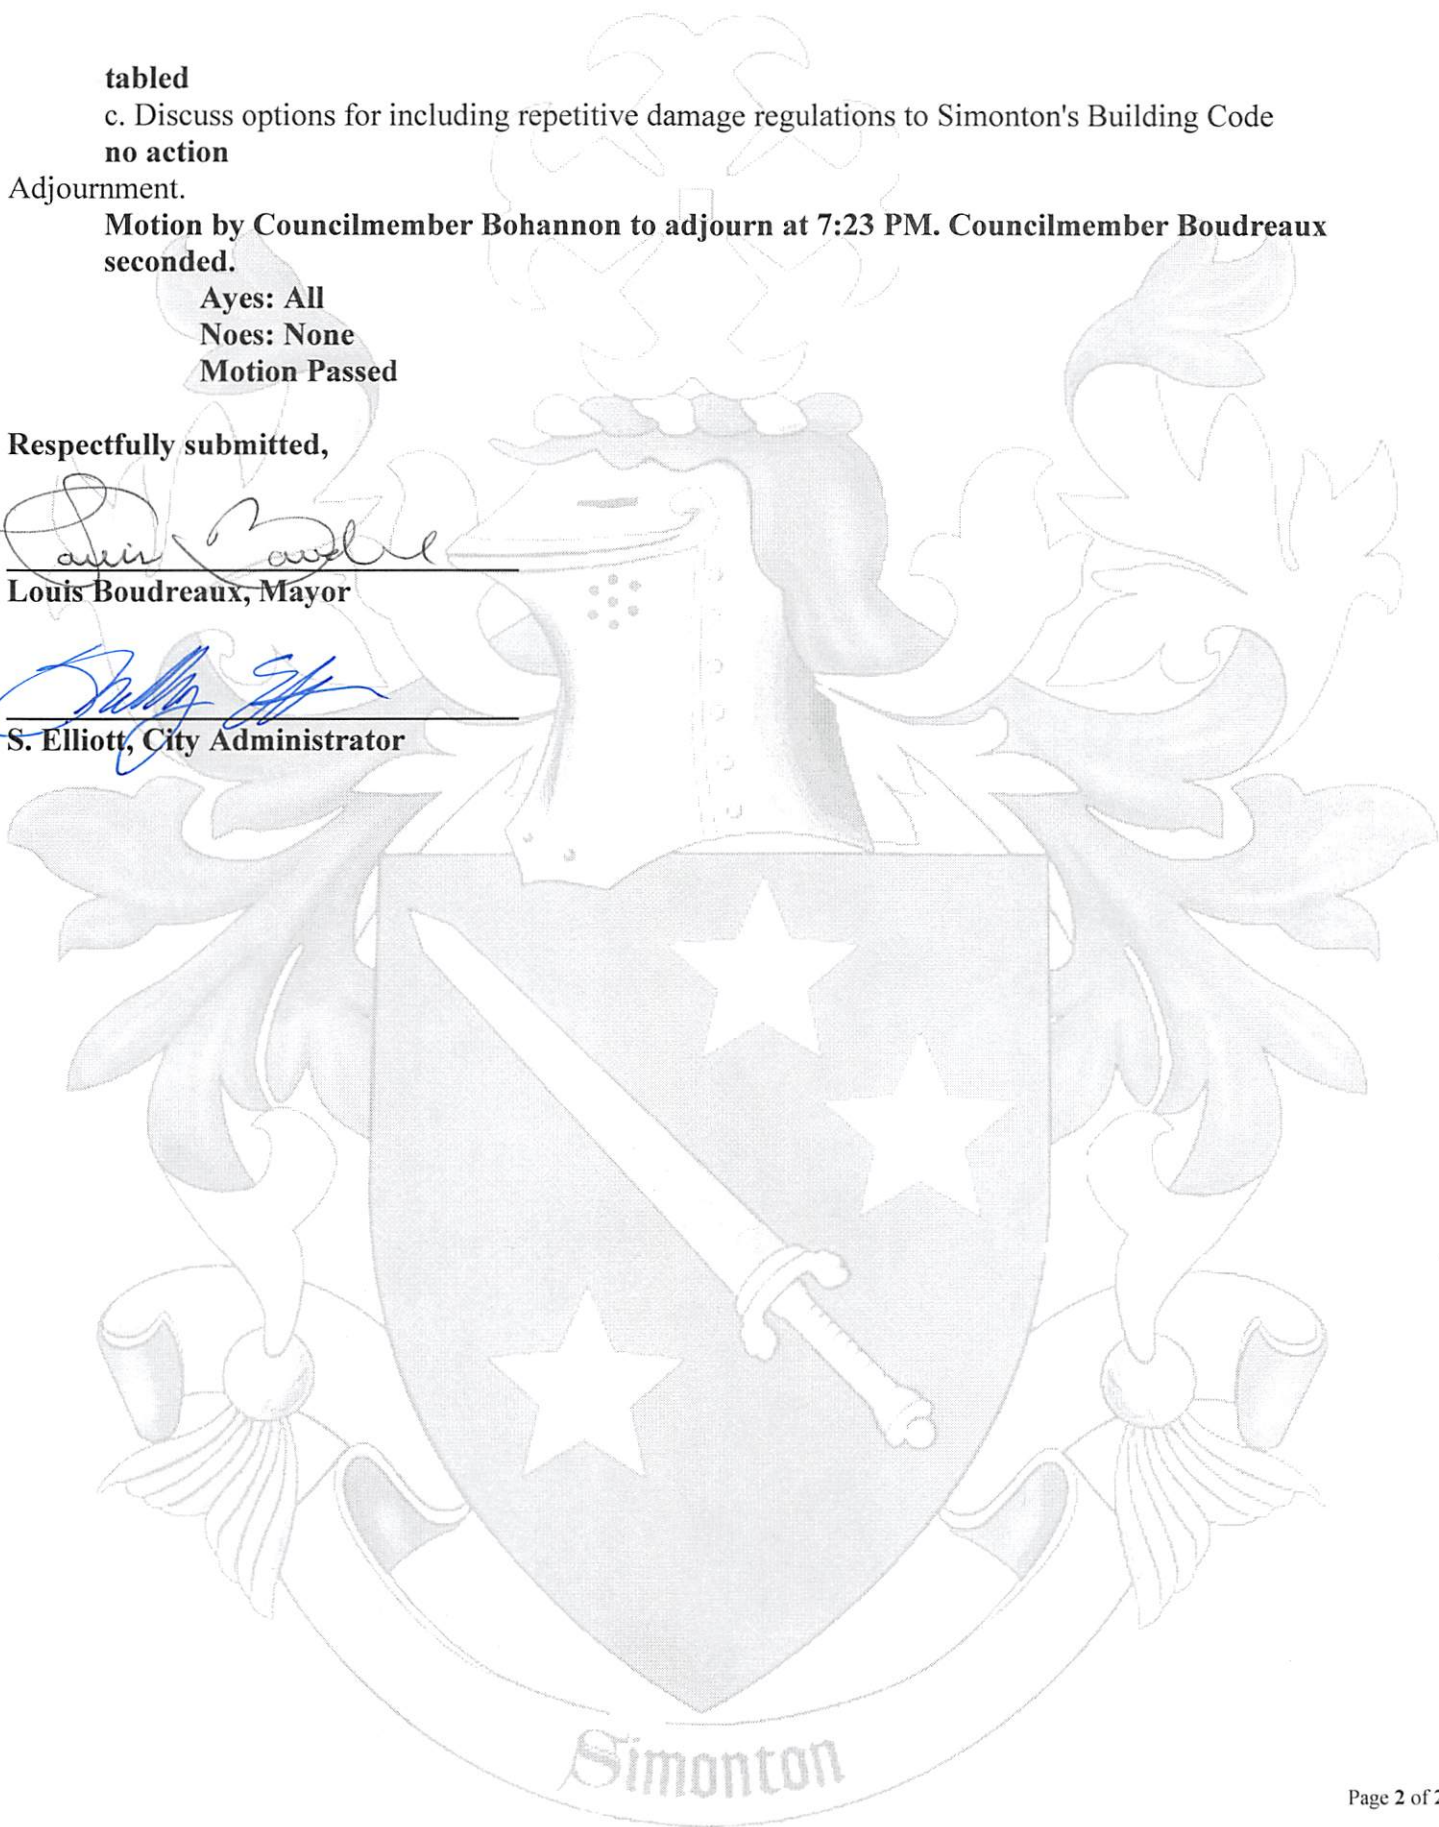 tabled
c. Discuss options for including repetitive damage regulations to Simonton's Building Code
no action
Adjournment.
Motion by Councilmember Bohannon to adjourn at 7:23 PM. Councilmember Boudreaux
seconded.
Ayes: All
Noes: None
Motion Passed
Respectfully submitted,
Louis Boudreaux, Mayor
S. Elliott, City Administrator
Simonton
Page 2 of 2